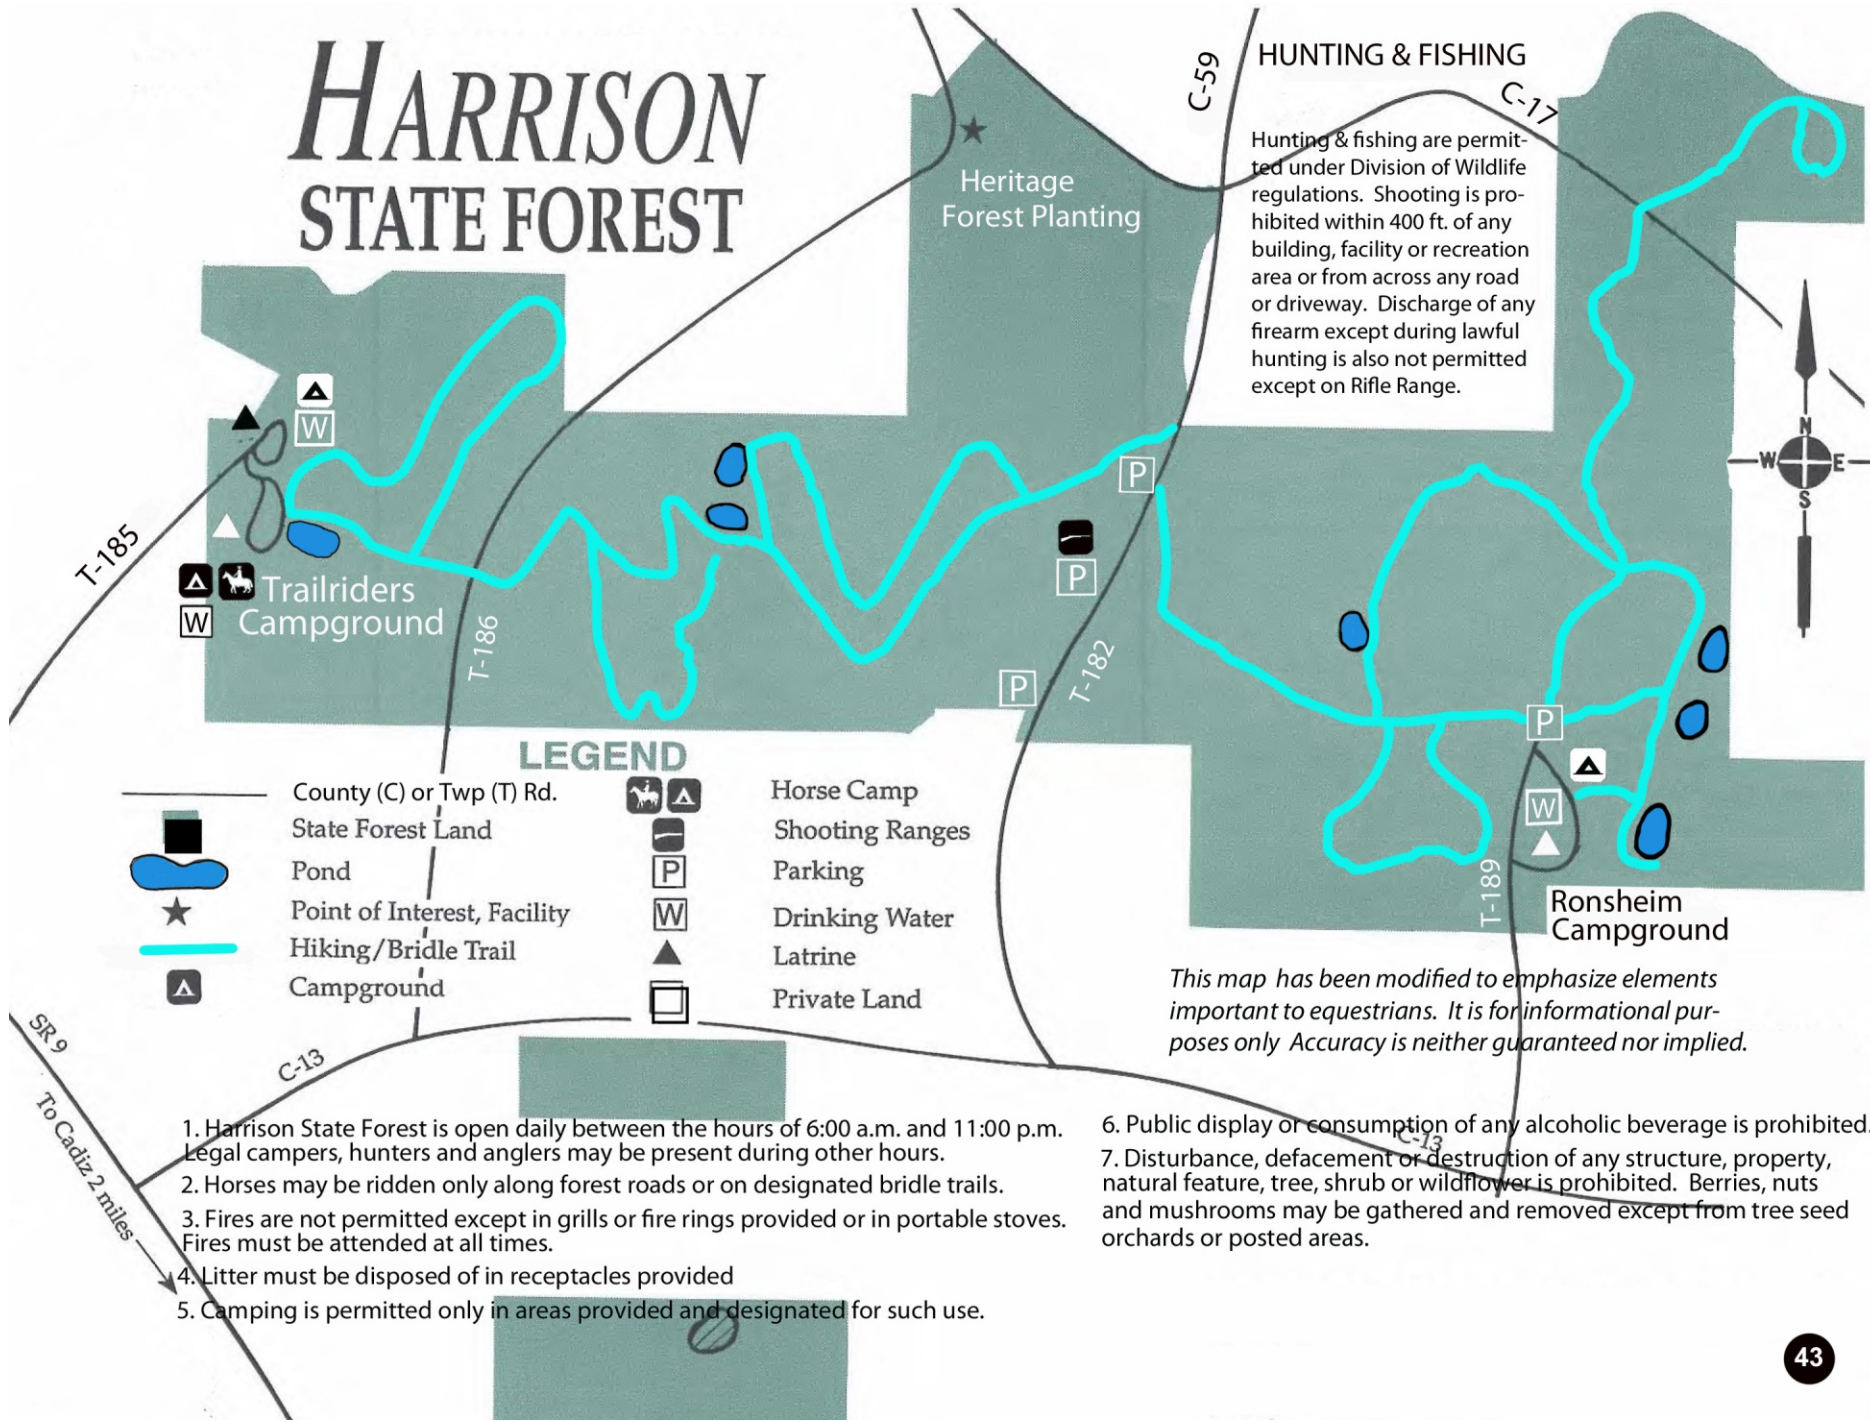 HARRISON
STATE FOREST
C-59
HUNTING & FISHING
C-17
Hunting & fishing are permit-
ted under Division of Wildlife
regulations. Shooting is pro-
hibited within 400 ft. of any
building, facility or recreation
area or from across any road
or driveway. Discharge of any
firearm except during lawful
hunting is also not permitted
except on Rifle Range.
Heritage
Forest Planting
N
W E
S
W
P
P
P
P
W
T-185
Trailriders
Campground
W
T-186
T-182
T-189
Ronsheim
Campground
LEGEND
County (C) or Twp (T) Rd.
State Forest Land
Pond
Point of Interest, Facility
Hiking/Bridle Trail
Campground
Horse Camp
Shooting Ranges
P Parking
W Drinking Water
Latrine
Private Land
This map has been modified to emphasize elements
important to equestrians. It is for informational pur-
poses only Accuracy is neither guaranteed nor implied.
SR 9
To Cadiz 2 miles
C-13
C-13
1. Harrison State Forest is open daily between the hours of 6:00 a.m. and 11:00 p.m.
Legal campers, hunters and anglers may be present during other hours.
2. Horses may be ridden only along forest roads or on designated bridle trails.
3. Fires are not permitted except in grills or fire rings provided or in portable stoves.
Fires must be attended at all times.
4. Litter must be disposed of in receptacles provided
5. Camping is permitted only in areas provided and designated for such use.
6. Public display or consumption of any alcoholic beverage is prohibited.
7. Disturbance, defacement or destruction of any structure, property,
natural feature, tree, shrub or wildflower is prohibited. Berries, nuts
and mushrooms may be gathered and removed except from tree seed
orchards or posted areas.
43